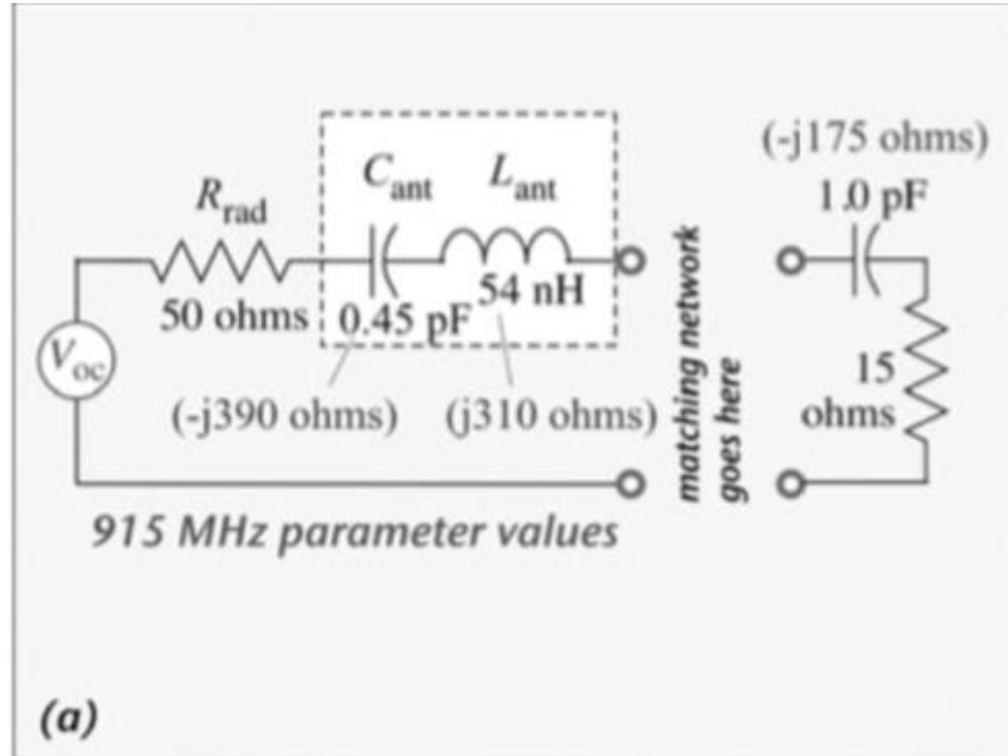 (-j175 ohms)
1.0 pF
C_ant L_ant
R_rad
50 ohms
0.45 pF
54 nH
V_oc
15
ohms
(-j390 ohms) (j310 ohms)
matching network
goes here
915 MHz parameter values
(a)